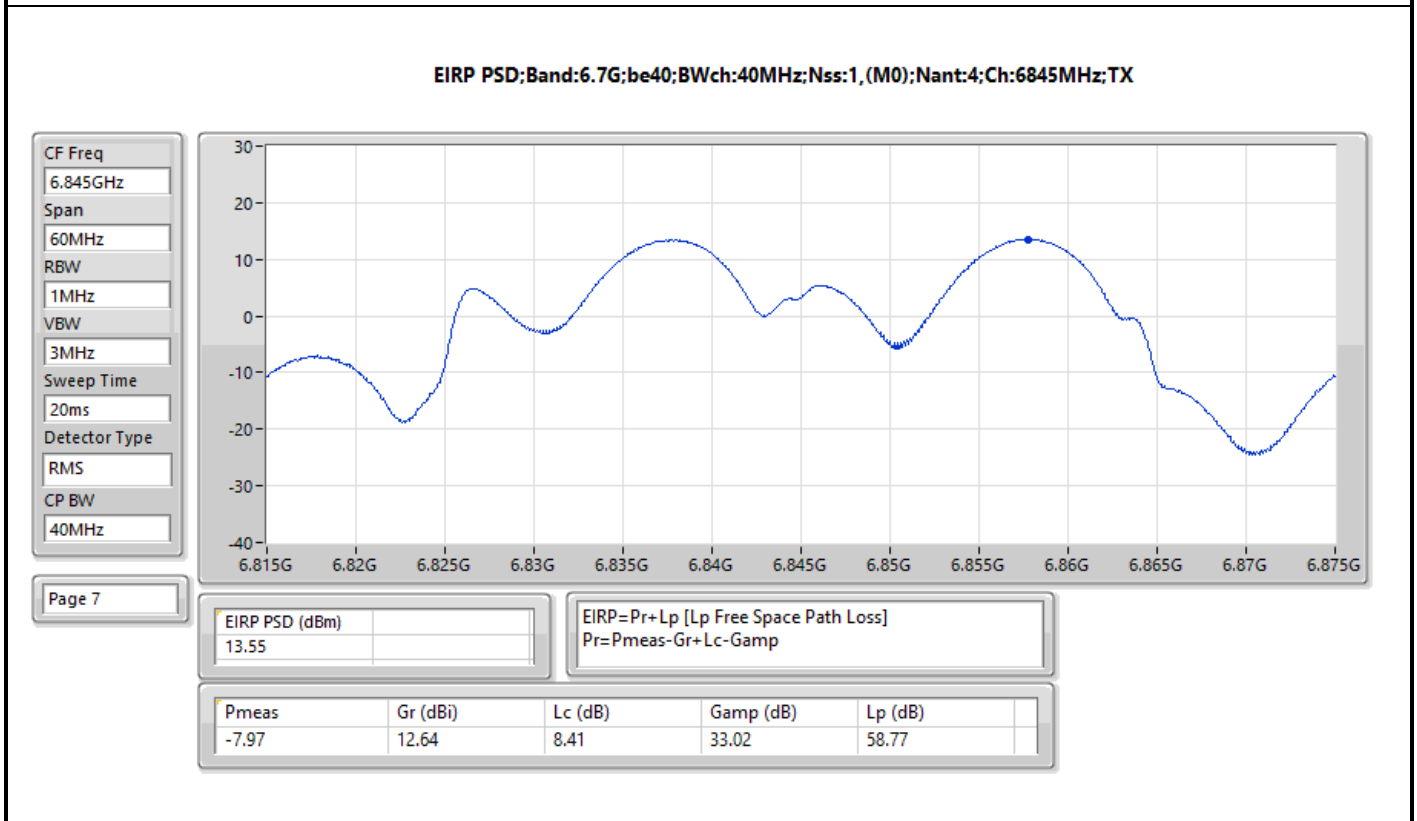 EIRP PSD;Band:6.7G;be40;BWch:40MHz;Nss:1,(M0);Nant:4;Ch:6845MHz;TX
CF Freq
6.845GHz
Span
60MHz
RBW
1MHz
VBW
3MHz
Sweep Time
20ms
Detector Type
RMS
CP BW
40MHz
Page 7
30
20
10
0
-10
-20
-30
-40
6.815G 6.82G 6.825G 6.83G 6.835G 6.84G 6.845G 6.85G 6.855G 6.86G 6.865G 6.87G 6.875G
EIRP PSD (dBm)
13.55
EIRP=Pr+Lp [Lp Free Space Path Loss]
Pr=Pmeas-Gr+Lc-Gamp
Pmeas Gr (dBi) Lc (dB) Gamp (dB) Lp (dB)
-7.97 12.64 8.41 33.02 58.77